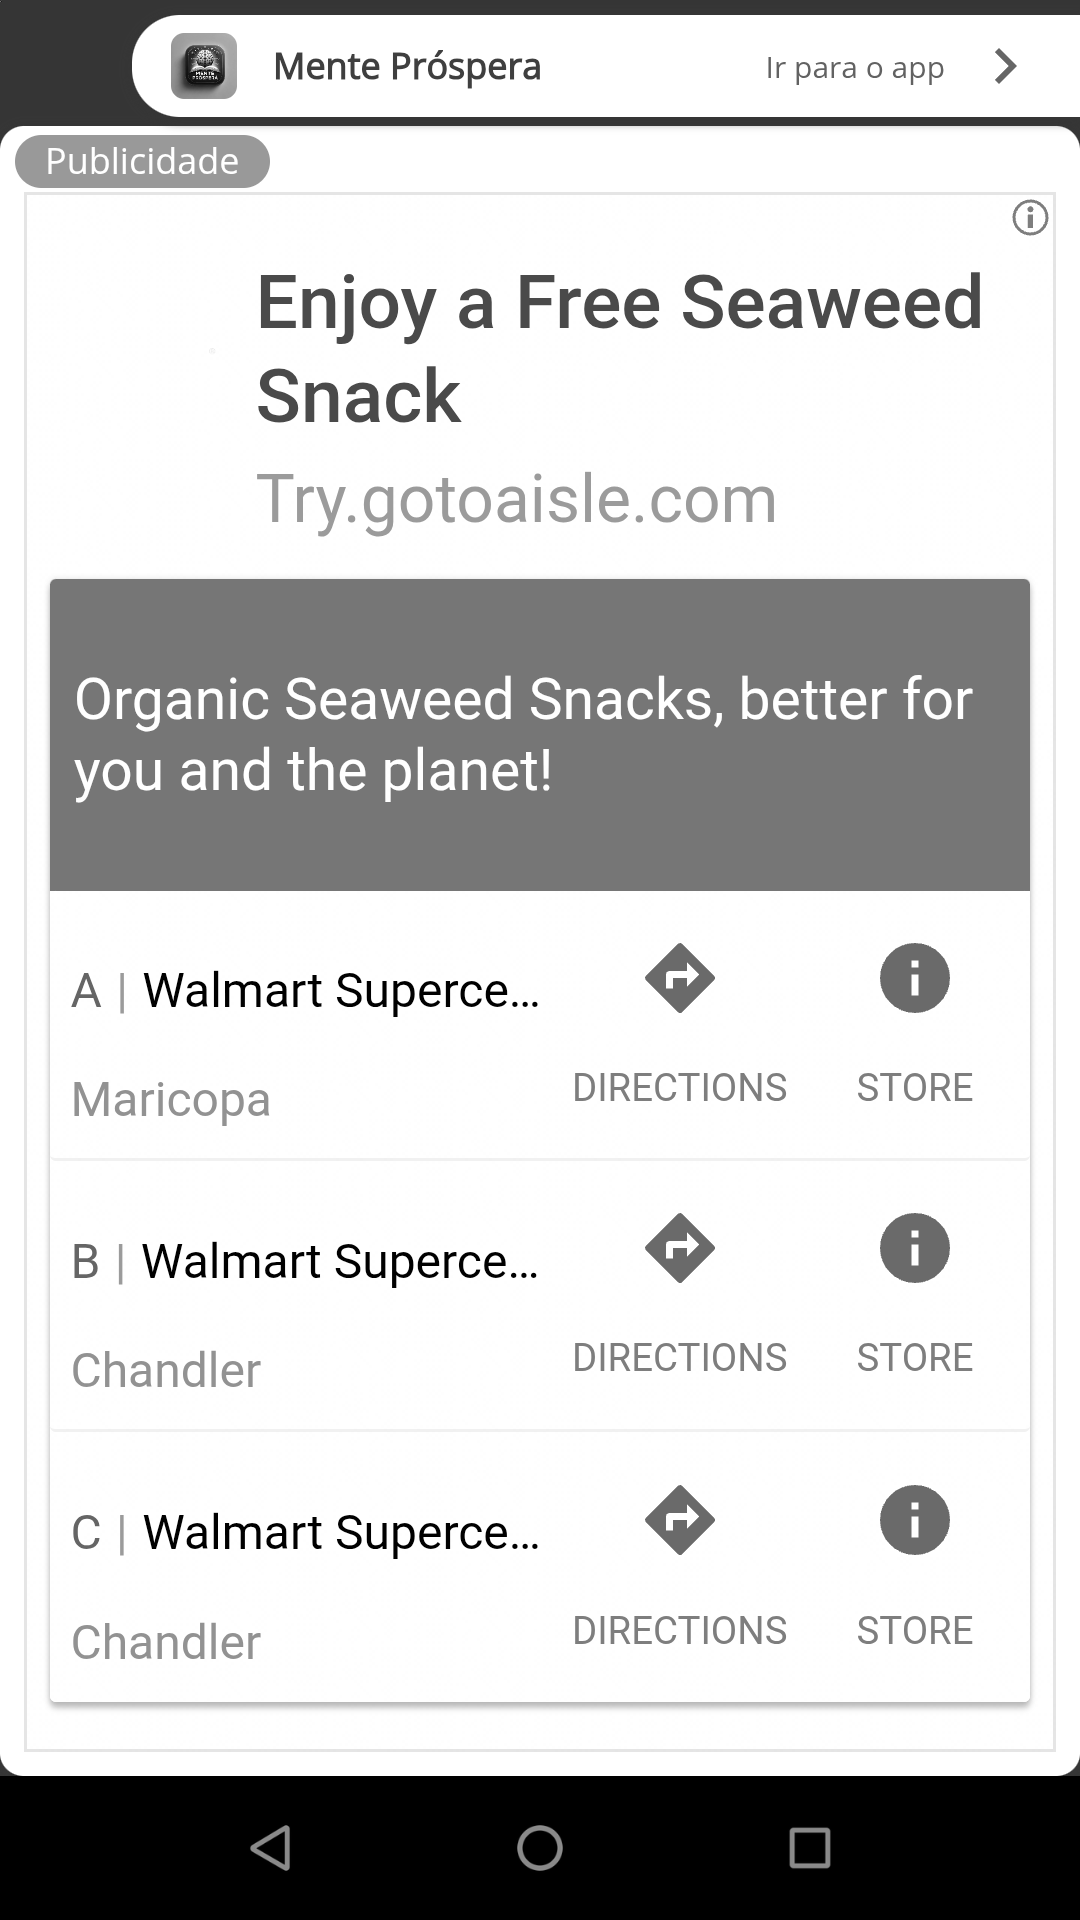 Mente Próspera
Ir para o app
Publicidade
Enjoy a Free Seaweed
Snack
Try.gotoaisle.com
Organic Seaweed Snacks, better for
you and the planet!
A | Walmart Superce...
DIRECTIONS
STORE
Maricopa
B | Walmart Superce...
DIRECTIONS
STORE
Chandler
C | Walmart Superce...
DIRECTIONS
STORE
Chandler